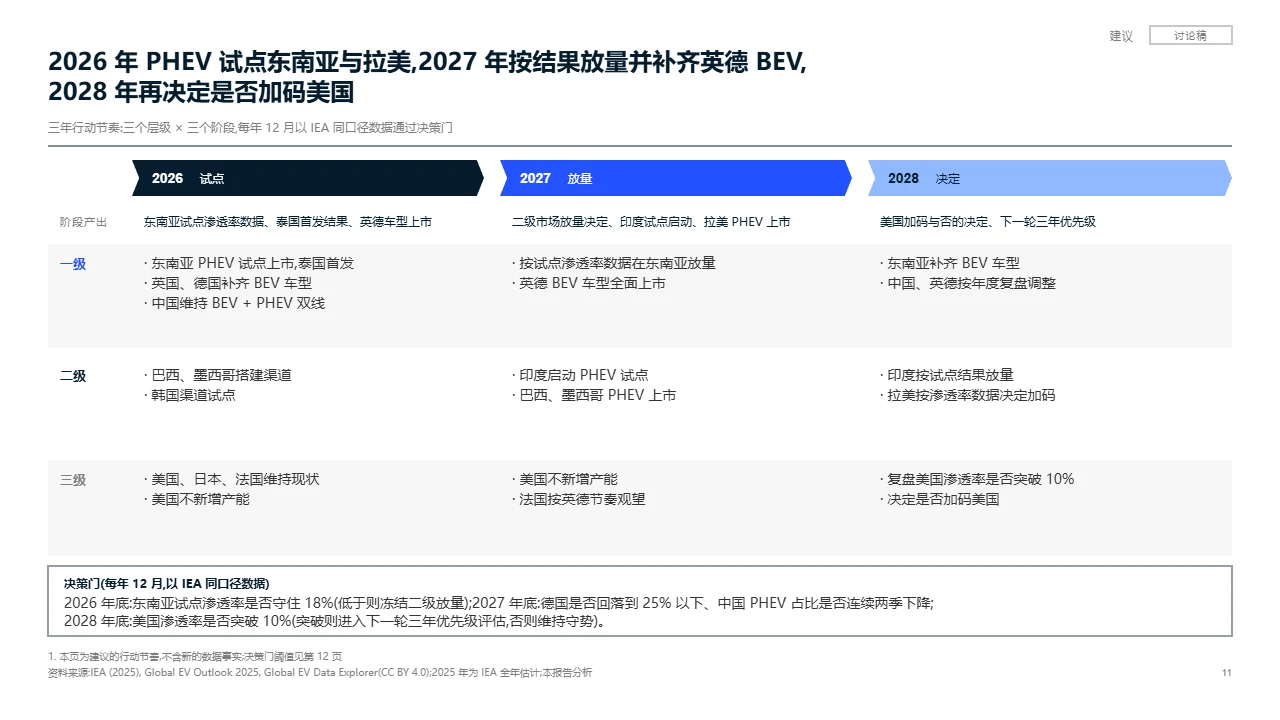 建议
讨论稿
2026 年 PHEV 试点东南亚与拉美,2027 年按结果放量并补齐英德 BEV,
2028 年再决定是否加码美国
三年行动节奏:三个层级 × 三个阶段,每年 12 月以 IEA 同口径数据通过决策门
2026 试点
2027 放量
2028 决定
阶段产出
东南亚试点渗透率数据、泰国首发结果、英德车型上市
二级市场放量决定、印度试点启动、拉美 PHEV 上市
美国加码与否的决定、下一轮三年优先级
一级
· 东南亚 PHEV 试点上市,泰国首发
· 英国、德国补齐 BEV 车型
· 中国维持 BEV + PHEV 双线
· 按试点渗透率数据在东南亚放量
· 英德 BEV 车型全面上市
· 东南亚补齐 BEV 车型
· 中国、英德按年度复盘调整
二级
· 巴西、墨西哥搭建渠道
· 韩国渠道试点
· 印度启动 PHEV 试点
· 巴西、墨西哥 PHEV 上市
· 印度按试点结果放量
· 拉美按渗透率数据决定加码
三级
· 美国、日本、法国维持现状
· 美国不新增产能
· 美国不新增产能
· 法国按英德节奏观望
· 复盘美国渗透率是否突破 10%
· 决定是否加码美国
决策门(每年 12 月,以 IEA 同口径数据)
2026 年底:东南亚试点渗透率是否守住 18%(低于则冻结二级放量);2027 年底:德国是否回落到 25% 以下、中国 PHEV 占比是否连续两季下降;
2028 年底:美国渗透率是否突破 10%(突破则进入下一轮三年优先级评估,否则维持守势)。
1. 本页为建议的行动节奏,不含新的数据事实;决策门阈值见第 12 页
资料来源:IEA (2025), Global EV Outlook 2025, Global EV Data Explorer(CC BY 4.0);2025 年为 IEA 全年估计;本报告分析
11